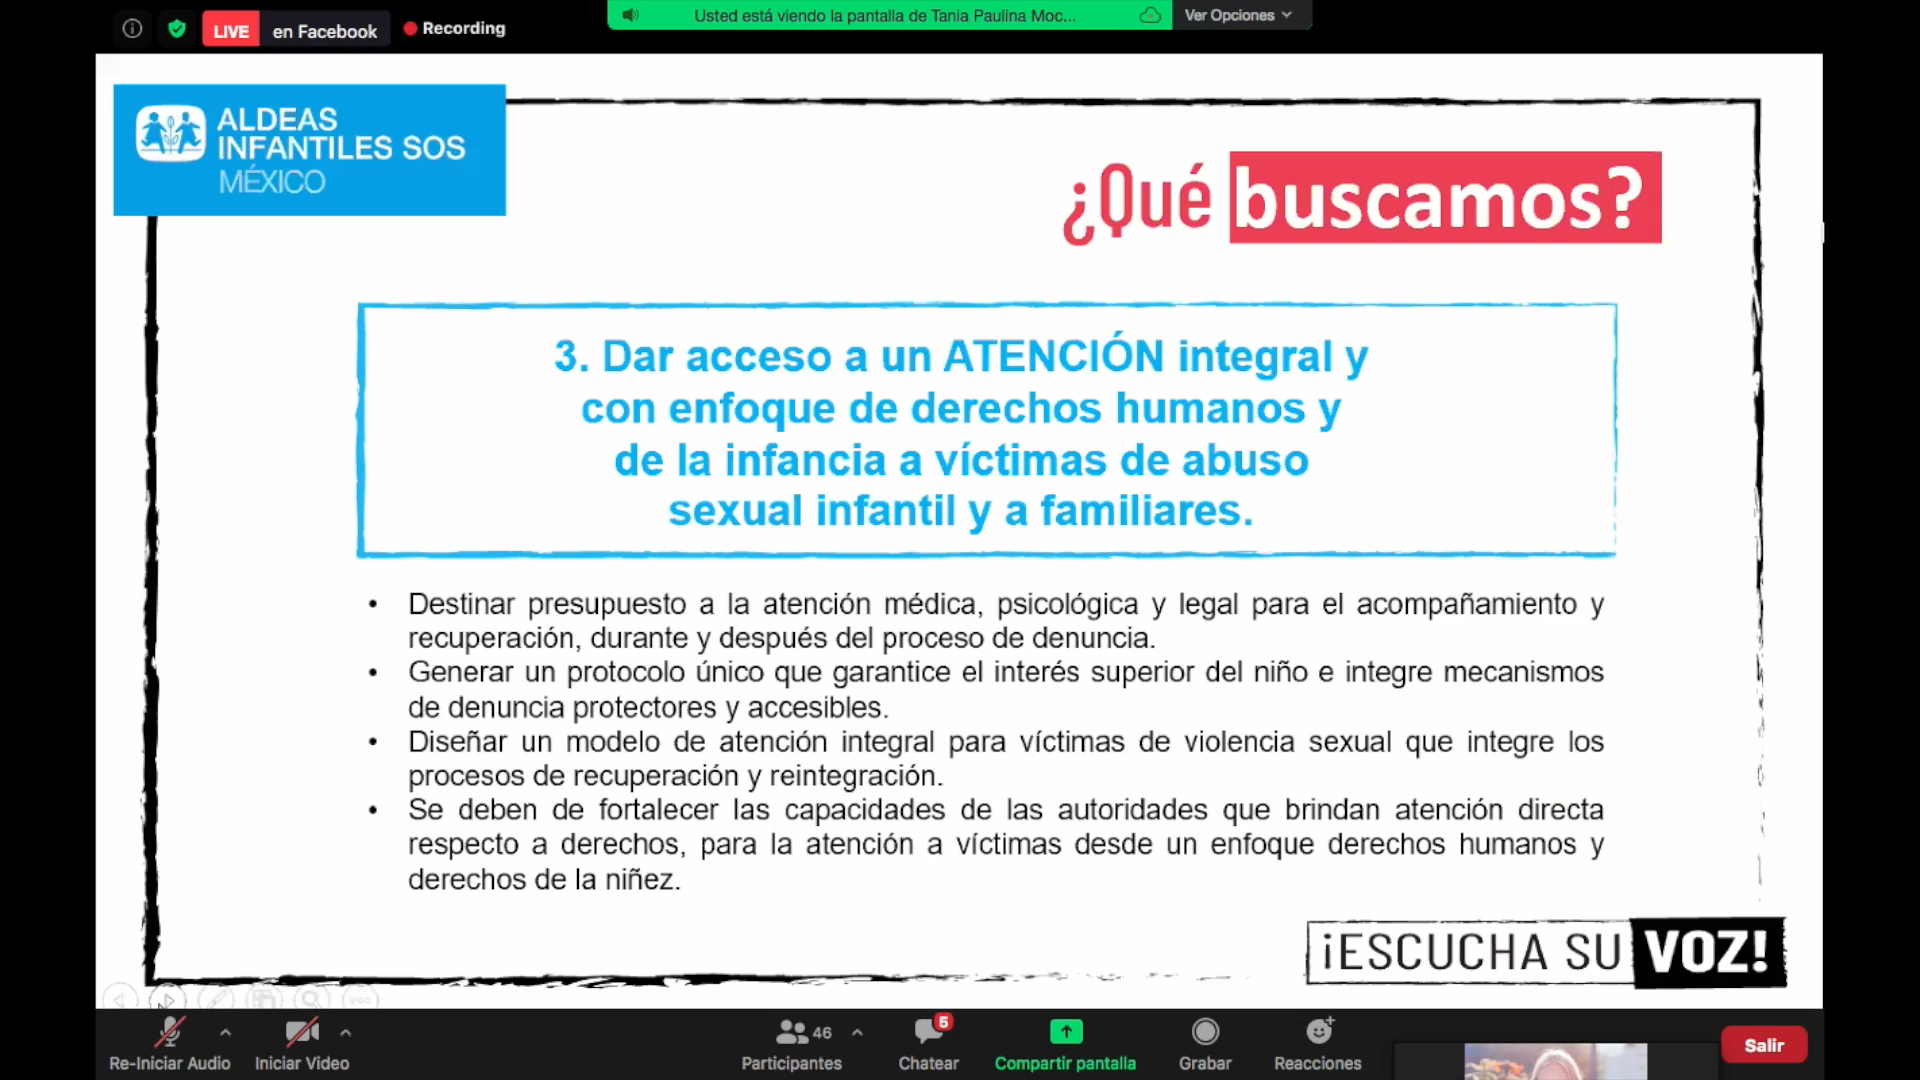 LIVE en Facebook
Recording
Usted está viendo la pantalla de Tania Paulina Moc...
Ver Opciones
ALDEAS
INFANTILES SOS
MÉXICO
¿Qué buscamos?
3. Dar acceso a un ATENCIÓN integral y
con enfoque de derechos humanos y
de la infancia a víctimas de abuso
sexual infantil y a familiares.
• Destinar presupuesto a la atención médica, psicológica y legal para el acompañamiento y
recuperación, durante y después del proceso de denuncia.
• Generar un protocolo único que garantice el interés superior del niño e integre mecanismos
de denuncia protectores y accesibles.
• Diseñar un modelo de atención integral para víctimas de violencia sexual que integre los
procesos de recuperación y reintegración.
• Se deben de fortalecer las capacidades de las autoridades que brindan atención directa
respecto a derechos, para la atención a víctimas desde un enfoque derechos humanos y
derechos de la niñez.
¡ESCUCHA SU VOZ!
Re-Iniciar Audio
Iniciar Video
46
Participantes
5
Chatear
Compartir pantalla
Grabar
Reacciones
Salir